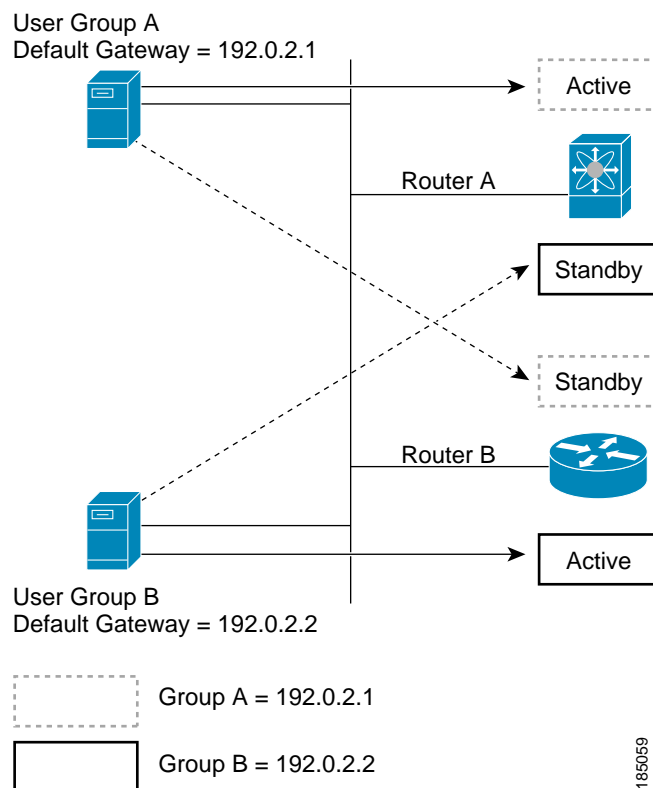 User Group A
Default Gateway = 192.0.2.1
Active
Router A
Standby
Standby
Router B
Active
User Group B
Default Gateway = 192.0.2.2
Group A = 192.0.2.1
Group B = 192.0.2.2
185059